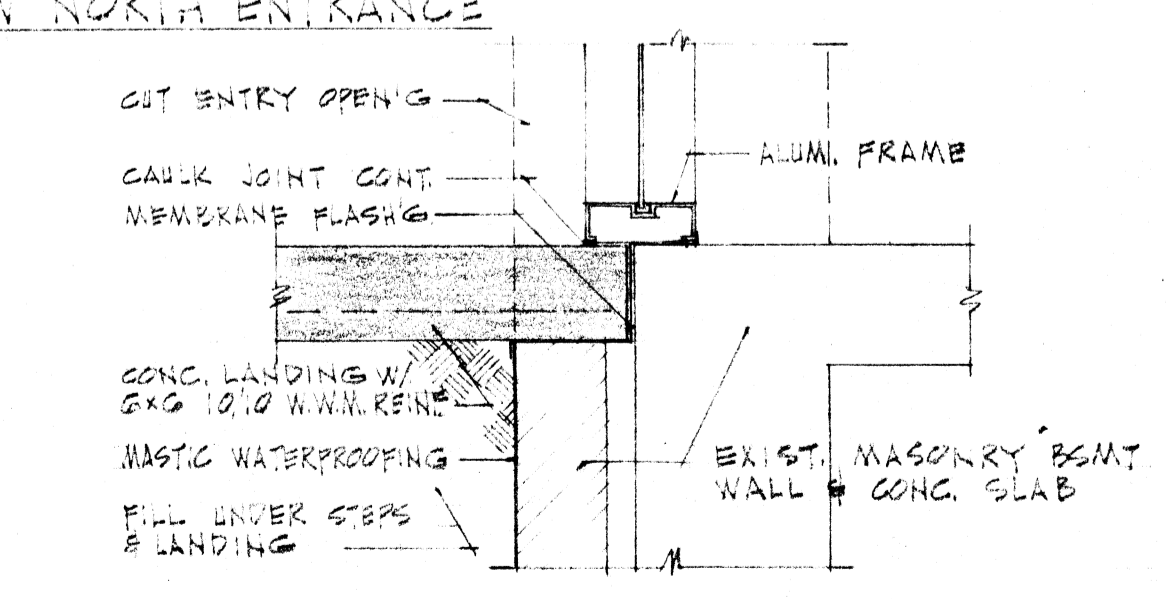 N NORTH ENTRANCE
CUT ENTRY OPEN'G
CAULK JOINT CONT.
MEMBRANE FLASH'G
ALUM. FRAME
CONC. LANDING W/
6x6 10/10 W.W.M. REINF
MASTIC WATERPROOFING
FILL UNDER STEPS
& LANDING
EXIST. MASONRY BSMT
WALL & CONC. SLAB